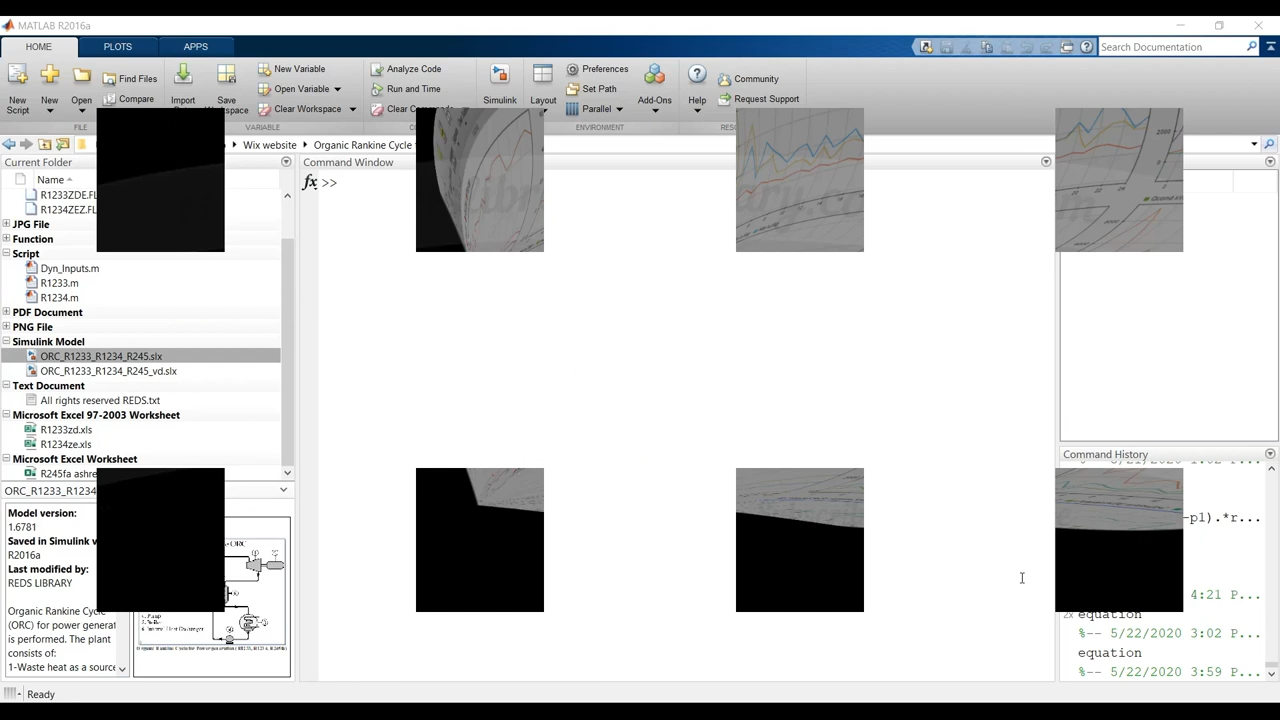 MATLAB R2016a
HOME PLOTS APPS
Search Documentation
New Script
New
Open
Find Files
Compare
Import
Save
New Variable
Open Variable
Clear Workspace
Analyze Code
Run and Time
Simulink
Layout
Preferences
Set Path
Parallel
Add-Ons
Help
Community
Request Support
FILE VARIABLE ENVIRONMENT
Wix website Organic Rankine Cycle
Current Folder
Command Window
Name
fx >>
R1233ZDE.FL
R1234ZEZ.FL
JPG File
Function
Script
Dyn_Inputs.m
R1233.m
R1234.m
PDF Document
PNG File
Simulink Model
ORC_R1233_R1234_R245.slx
ORC_R1233_R1234_R245_vd.slx
Text Document
All rights reserved REDS.txt
Microsoft Excel 97-2003 Worksheet
R1233zd.xls
R1234ze.xls
Microsoft Excel Worksheet
R245fa ashre
ORC_R1233_R1234
Model version:
1.6781
Saved in Simulink v
R2016a
Last modified by:
REDS LIBRARY
Organic Rankine Cycle
(ORC) for power generat
is performed. The plant
consists of:
1-Waste heat as a source
Command History
-p1).*r...
4:21 P...
2x equation
%-- 5/22/2020 3:02 P...
equation
%-- 5/22/2020 3:59 P...
Ready